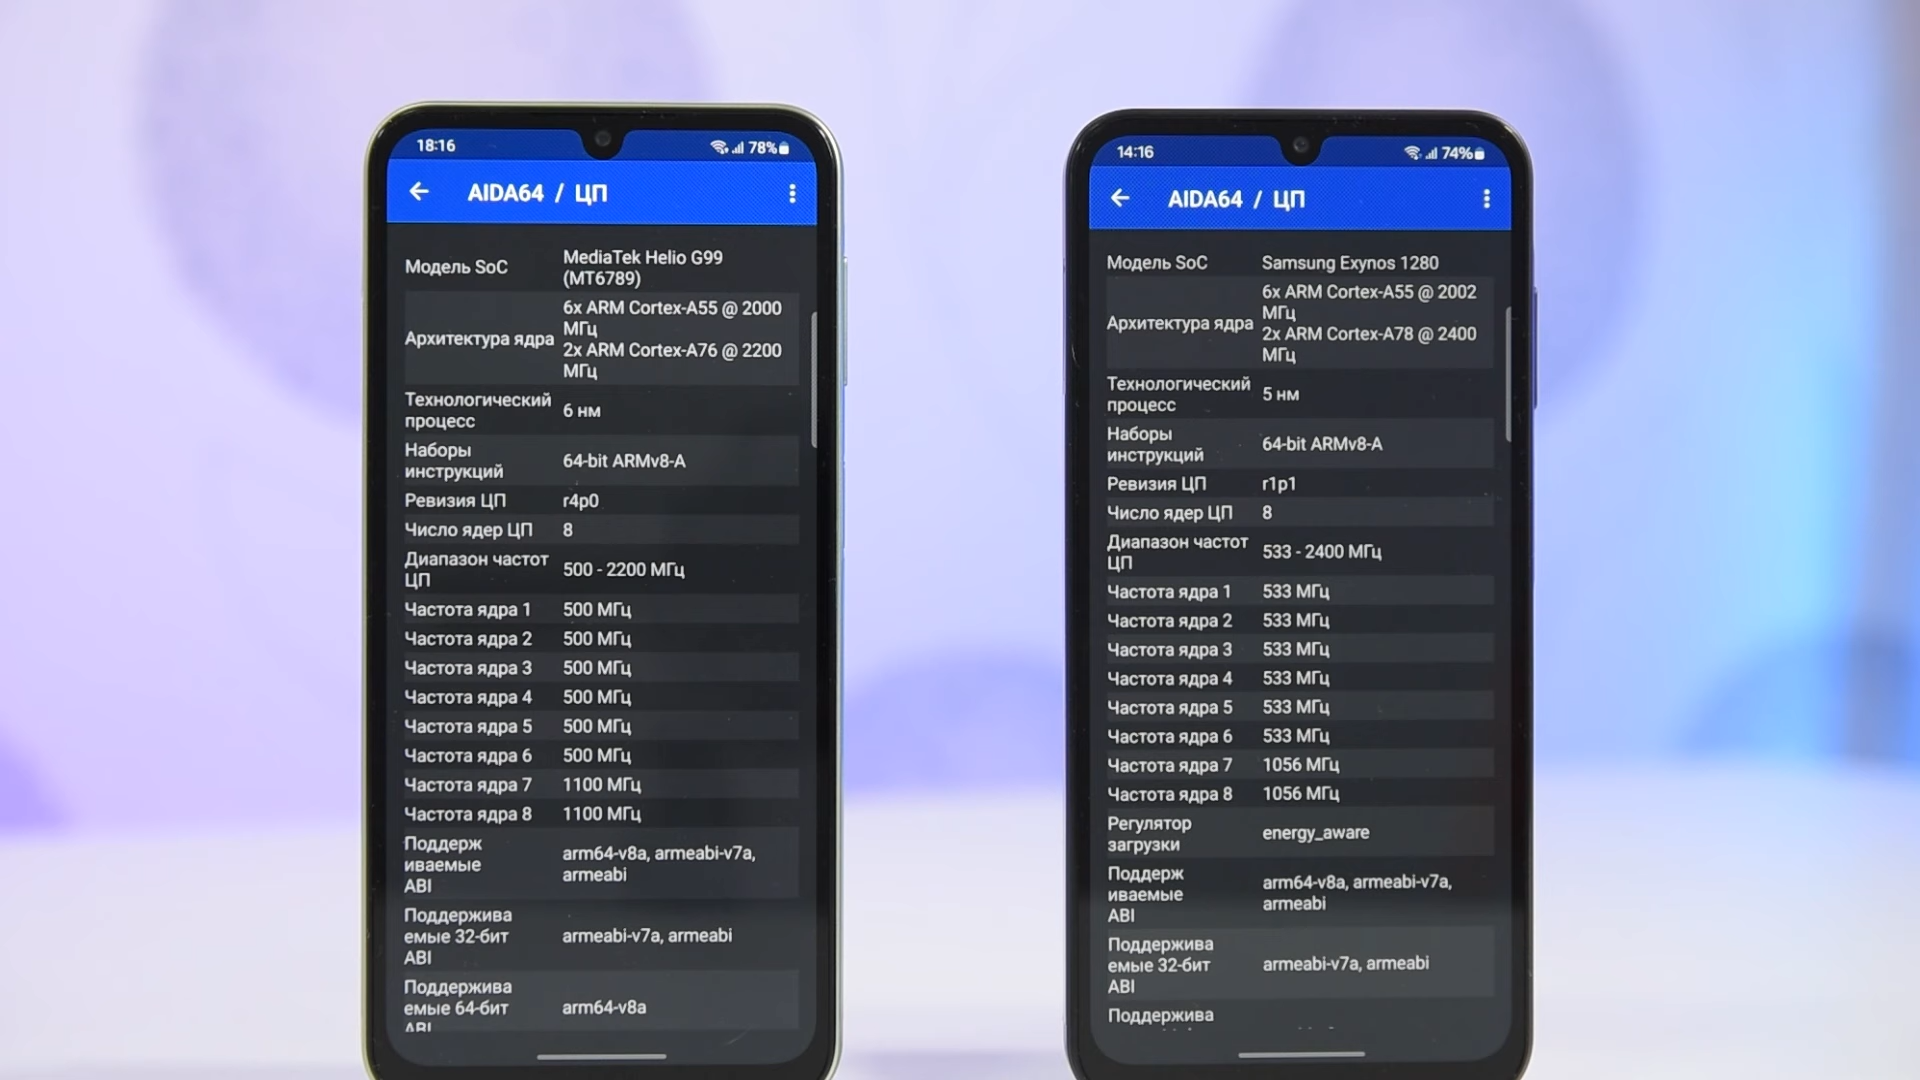 18:16
78%
AIDA64 / ЦП
Модель SoC
MediaTek Helio G99
(MT6789)
Архитектура ядра
6x ARM Cortex-A55 @ 2000
МГц
2x ARM Cortex-A76 @ 2200
МГц
Технологический
процесс
6 нм
Наборы
инструкций
64-bit ARMv8-A
Ревизия ЦП
r4p0
Число ядер ЦП
8
Диапазон частот
ЦП
500 - 2200 МГц
Частота ядра 1
500 МГц
Частота ядра 2
500 МГц
Частота ядра 3
500 МГц
Частота ядра 4
500 МГц
Частота ядра 5
500 МГц
Частота ядра 6
500 МГц
Частота ядра 7
1100 МГц
Частота ядра 8
1100 МГц
Поддерж
иваемые
ABI
arm64-v8a, armeabi-v7a,
armeabi
Поддержива
емые 32-бит
ABI
armeabi-v7a, armeabi
Поддержива
емые 64-бит
ABI
arm64-v8a
14:16
74%
AIDA64 / ЦП
Модель SoC
Samsung Exynos 1280
Архитектура ядра
6x ARM Cortex-A55 @ 2002
МГц
2x ARM Cortex-A78 @ 2400
МГц
Технологический
процесс
5 нм
Наборы
инструкций
64-bit ARMv8-A
Ревизия ЦП
r1p1
Число ядер ЦП
8
Диапазон частот
ЦП
533 - 2400 МГц
Частота ядра 1
533 МГц
Частота ядра 2
533 МГц
Частота ядра 3
533 МГц
Частота ядра 4
533 МГц
Частота ядра 5
533 МГц
Частота ядра 6
533 МГц
Частота ядра 7
1056 МГц
Частота ядра 8
1056 МГц
Регулятор
загрузки
energy_aware
Поддерж
иваемые
ABI
arm64-v8a, armeabi-v7a,
armeabi
Поддержива
емые 32-бит
ABI
armeabi-v7a, armeabi
Поддержива